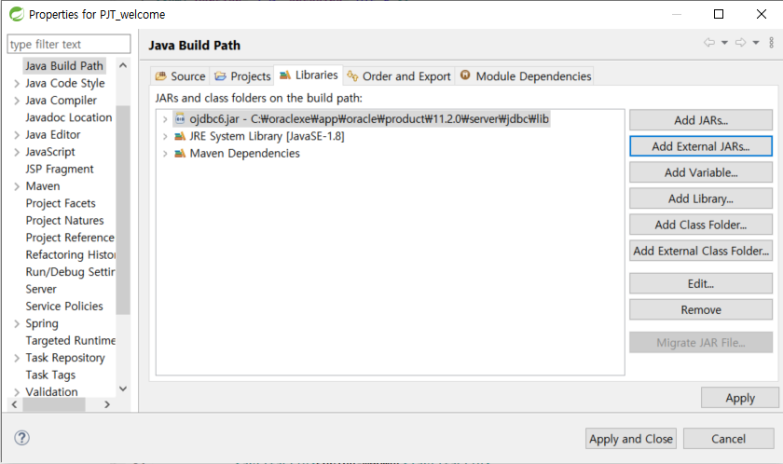 Properties for PJT_welcome
type filter text
Java Build Path
Java Code Style
Java Compiler
Javadoc Location
Java Editor
JavaScript
JSP Fragment
Maven
Project Facets
Project Natures
Project Reference
Refactoring Histo
Run/Debug Settin
Server
Service Policies
Spring
Targeted Runtime
Task Repository
Task Tags
Validation
Java Build Path
Source Projects Libraries Order and Export Module Dependencies
JARs and class folders on the build path:
ojdbc6.jar - C:₩oraclexe₩app₩oracle₩product₩11.2.0₩server₩jdbc₩lib
JRE System Library [JavaSE-1.8]
Maven Dependencies
Add JARs...
Add External JARs...
Add Variable...
Add Library...
Add Class Folder...
Add External Class Folder...
Edit...
Remove
Migrate JAR File...
Apply
Apply and Close Cancel